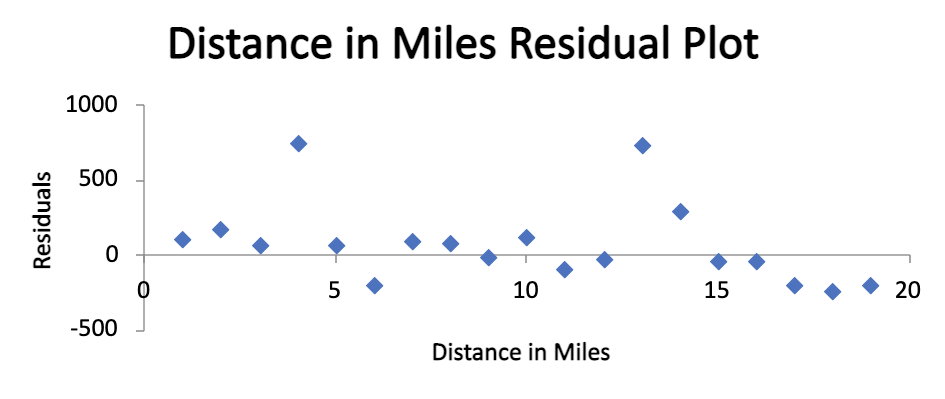 Distance in Miles Residual Plot
1000
500
0
-500
Residuals
0 5 10 15 20
Distance in Miles